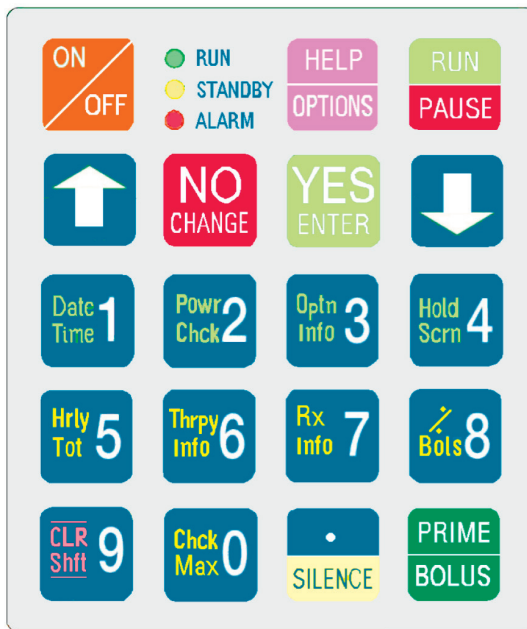 ON
OFF
RUN
STANDBY
ALARM
HELP
OPTIONS
RUN
PAUSE
NO
CHANGE
YES
ENTER
Date
Time
1
Powr
Chck
2
Optn
Info
3
Hold
Scrn
4
Hrly
Tot
5
Thrpy
Info
6
Rx
Info
7
⁒
Bols
8
CLR
Shft
9
Chck
Max
0
.
SILENCE
PRIME
BOLUS